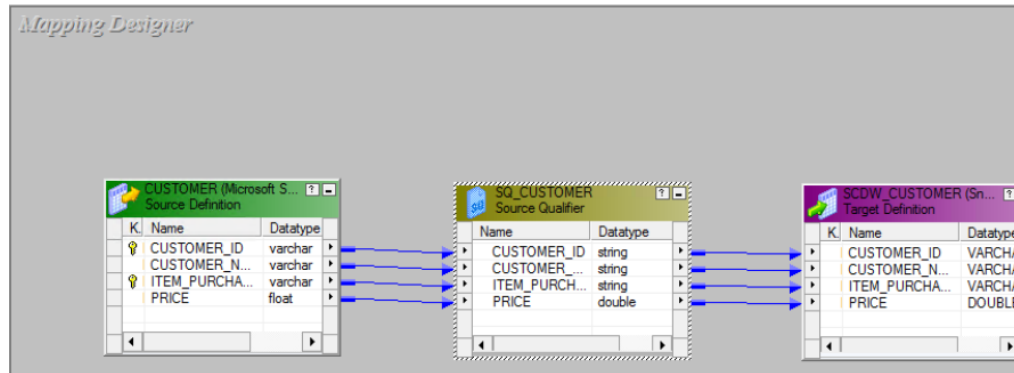 Mapping Designer
CUSTOMER (Microsoft S... ? -
Source Definition
K. Name Datatype
CUSTOMER_ID varchar
CUSTOMER_N... varchar
ITEM_PURCHA... varchar
PRICE float
SQ_CUSTOMER ? -
SQ
Source Qualifier
Name Datatype
CUSTOMER_ID string
CUSTOMER_... string
ITEM_PURCH... string
PRICE double
SCDW_CUSTOMER (Sn... ?
Target Definition
K Name Datatype
CUSTOMER_ID VARCHA
CUSTOMER_N... VARCHA
ITEM_PURCHA... VARCHA
PRICE DOUBLE